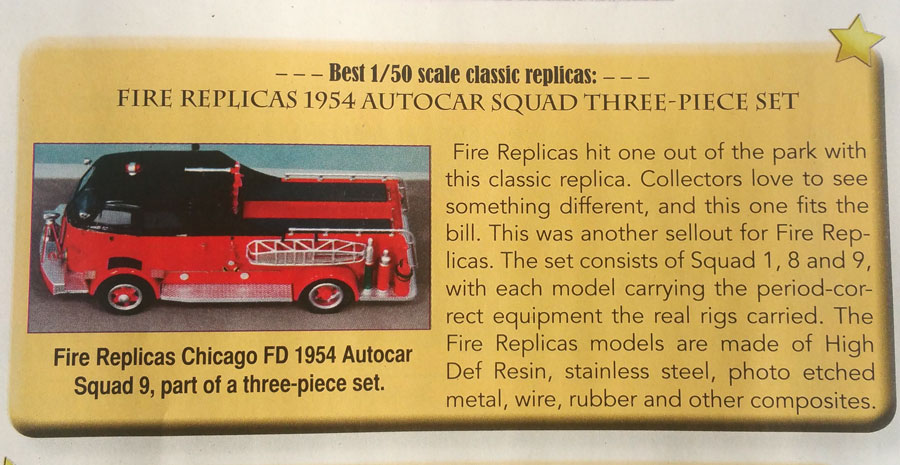 – – – Best 1/50 scale classic replicas: – – –
FIRE REPLICAS 1954 AUTOCAR SQUAD THREE-PIECE SET
Fire Replicas hit one out of the park with
this classic replica. Collectors love to see
something different, and this one fits the
bill. This was another sellout for Fire Rep-
licas. The set consists of Squad 1, 8 and 9,
with each model carrying the period-cor-
rect equipment the real rigs carried. The
Fire Replicas models are made of High
Def Resin, stainless steel, photo etched
metal, wire, rubber and other composites.
Fire Replicas Chicago FD 1954 Autocar
Squad 9, part of a three-piece set.